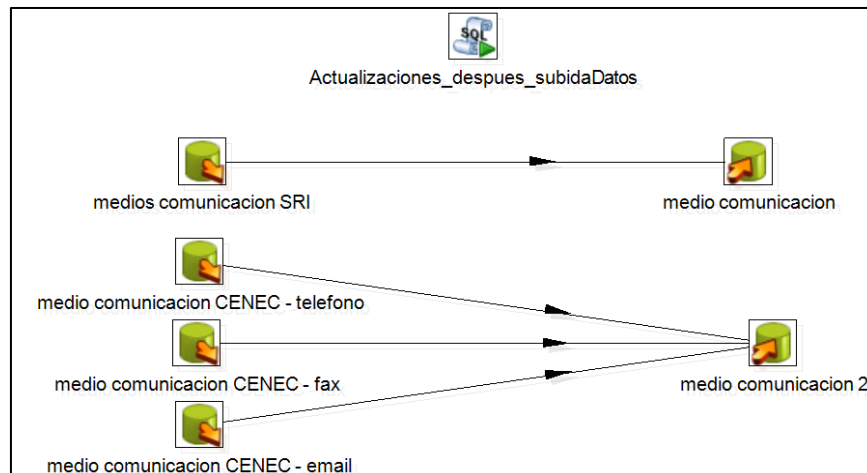 SQL
Actualizaciones_despues_subidaDatos
medios comunicacion SRI
medio comunicacion
medio comunicacion CENEC - telefono
medio comunicacion CENEC - fax
medio comunicacion 2
medio comunicacion CENEC - email